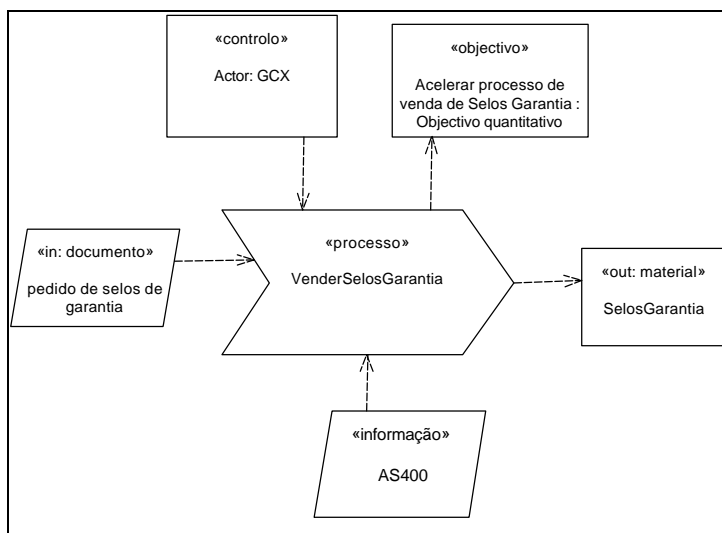 «controlo»
Actor: GCX
«objectivo»
Acelerar processo de
venda de Selos Garantia :
Objectivo quantitativo
«in: documento»
pedido de selos de
garantia
«processo»
VenderSelosGarantia
«out: material»
SelosGarantia
«informação»
AS400